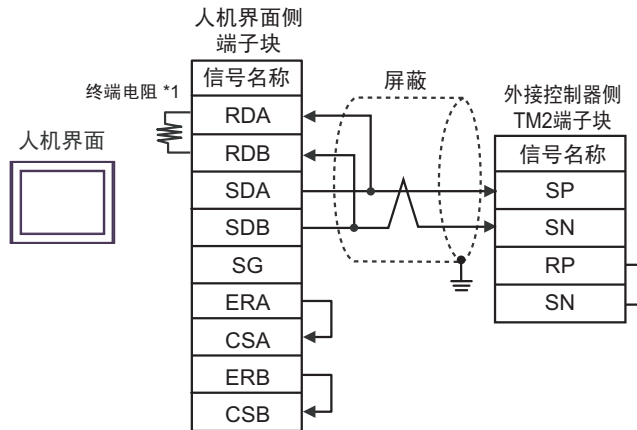 人机界面侧
端子块
信号名称
终端电阻 *1
RDA
RDB
SDA
SDB
SG
ERA
CSA
ERB
CSB
人机界面
屏蔽
外接控制器侧
TM2端子块
信号名称
SP
SN
RP
SN